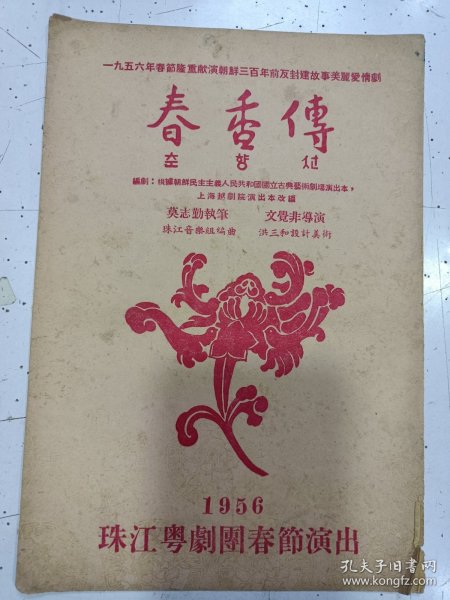 一九五六年春節隆重献演朝鮮三百年前反封建故事美麗愛情劇
春香傳
춘향전
編劇：根據朝鮮民主主義人民共和國國立古典藝術劇場演出本，
上海越劇院演出本改編
莫志勤執筆 文覺非導演
珠江音樂組編曲 洪三和設計美術
1956
珠江粵劇團春節演出
孔夫子旧书网
www.kongfz.com